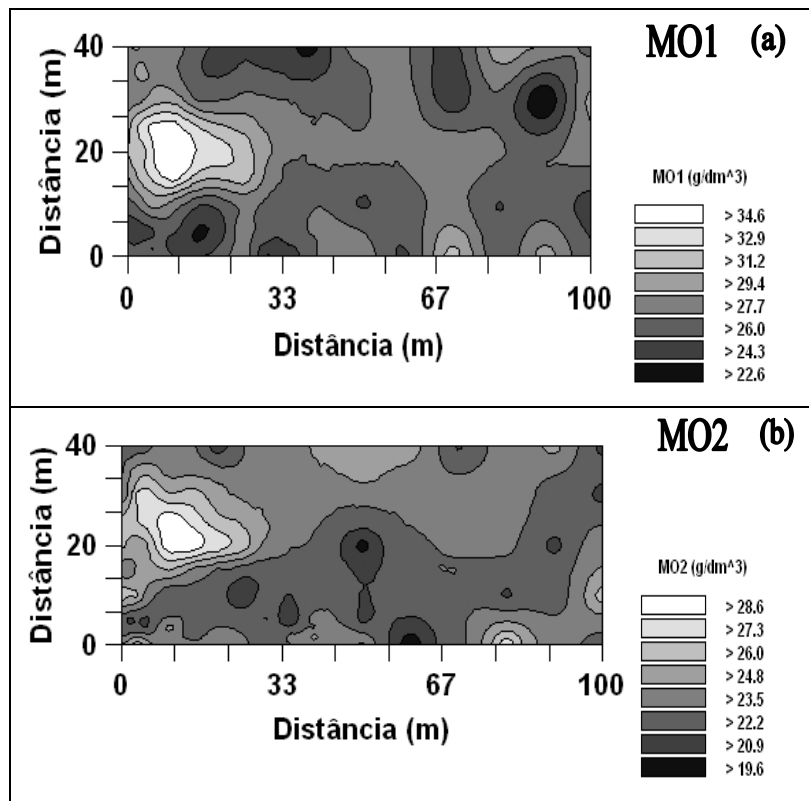 MO1 (a)
40
20
0
Distância (m)
0 33 67 100
Distância (m)
MO1 (g/dm^3)
> 34.6
> 32.9
> 31.2
> 29.4
> 27.7
> 26.0
> 24.3
> 22.6
MO2 (b)
40
20
0
Distância (m)
0 33 67 100
Distância (m)
MO2 (g/dm^3)
> 28.6
> 27.3
> 26.0
> 24.8
> 23.5
> 22.2
> 20.9
> 19.6